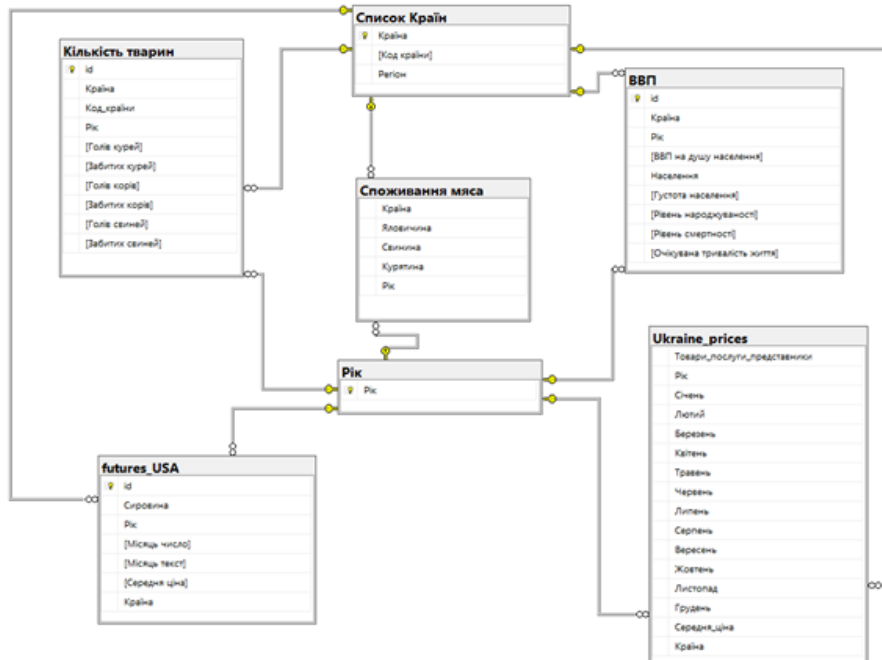 Список Країн
Країна
[Код країни]
Регіон
Кількість тварин
id
Країна
Код_країни
Рік
[Голів курей]
[Забитих курей]
[Голів корів]
[Забитих корів]
[Голів свиней]
[Забитих свиней]
ВВП
id
Країна
Рік
[ВВП на душу населення]
Населення
[Густота населення]
[Рівень народжуваності]
[Рівень смертності]
[Очікувана тривалість життя]
Споживання мяса
Країна
Яловичина
Свинина
Курятина
Рік
Рік
Рік
Ukraine_prices
Товари_послуги_представники
Рік
Січень
Лютий
Березень
Квітень
Травень
Червень
Липень
Серпень
Вересень
Жовтень
Листопад
Грудень
Середня_ціна
Країна
futures_USA
id
Сировина
Рік
[Місяць число]
[Місяць текст]
[Середня ціна]
Країна